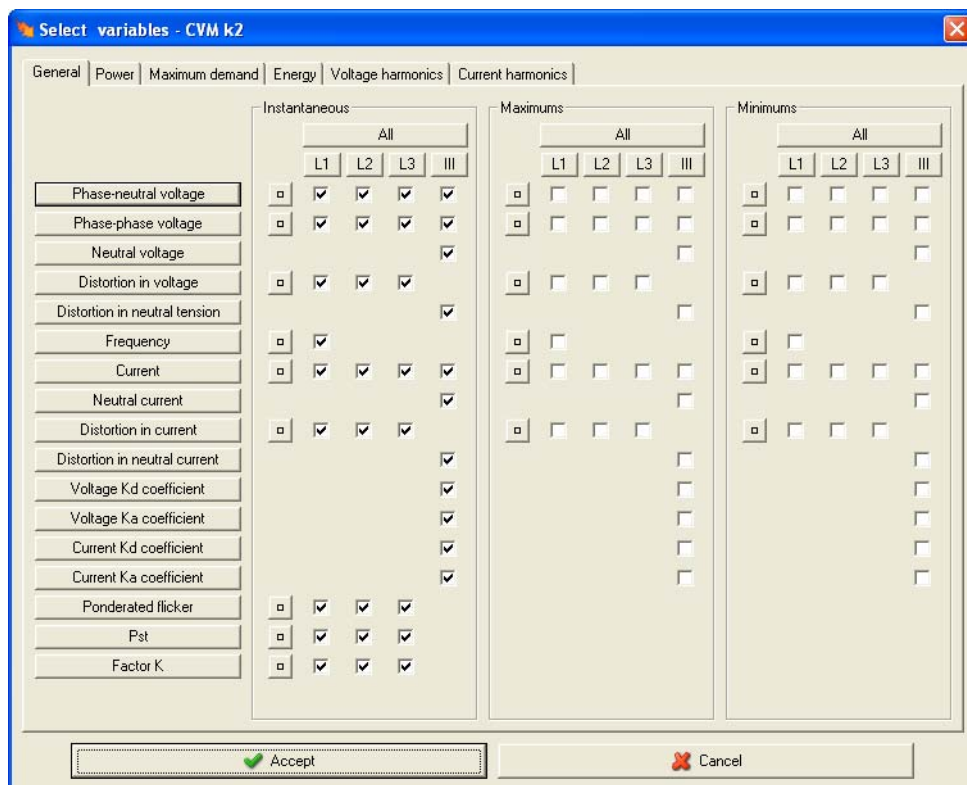 Select variables - CVM k2
General Power Maximum demand Energy Voltage harmonics Current harmonics
Instantaneous Maximums Minimums
All All All
L1 L2 L3 III L1 L2 L3 III L1 L2 L3 III
Phase-neutral voltage
Phase-phase voltage
Neutral voltage
Distortion in voltage
Distortion in neutral tension
Frequency
Current
Neutral current
Distortion in current
Distortion in neutral current
Voltage Kd coefficient
Voltage Ka coefficient
Current Kd coefficient
Current Ka coefficient
Ponderated flicker
Pst
Factor K
Accept Cancel